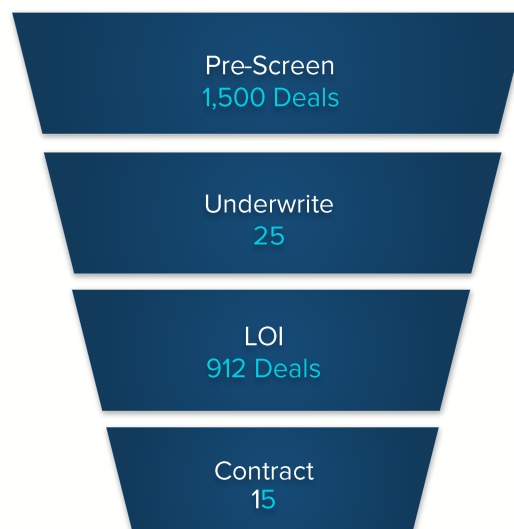 Pre-Screen
1,500 Deals
Underwrite
25
LOI
912 Deals
Contract
15